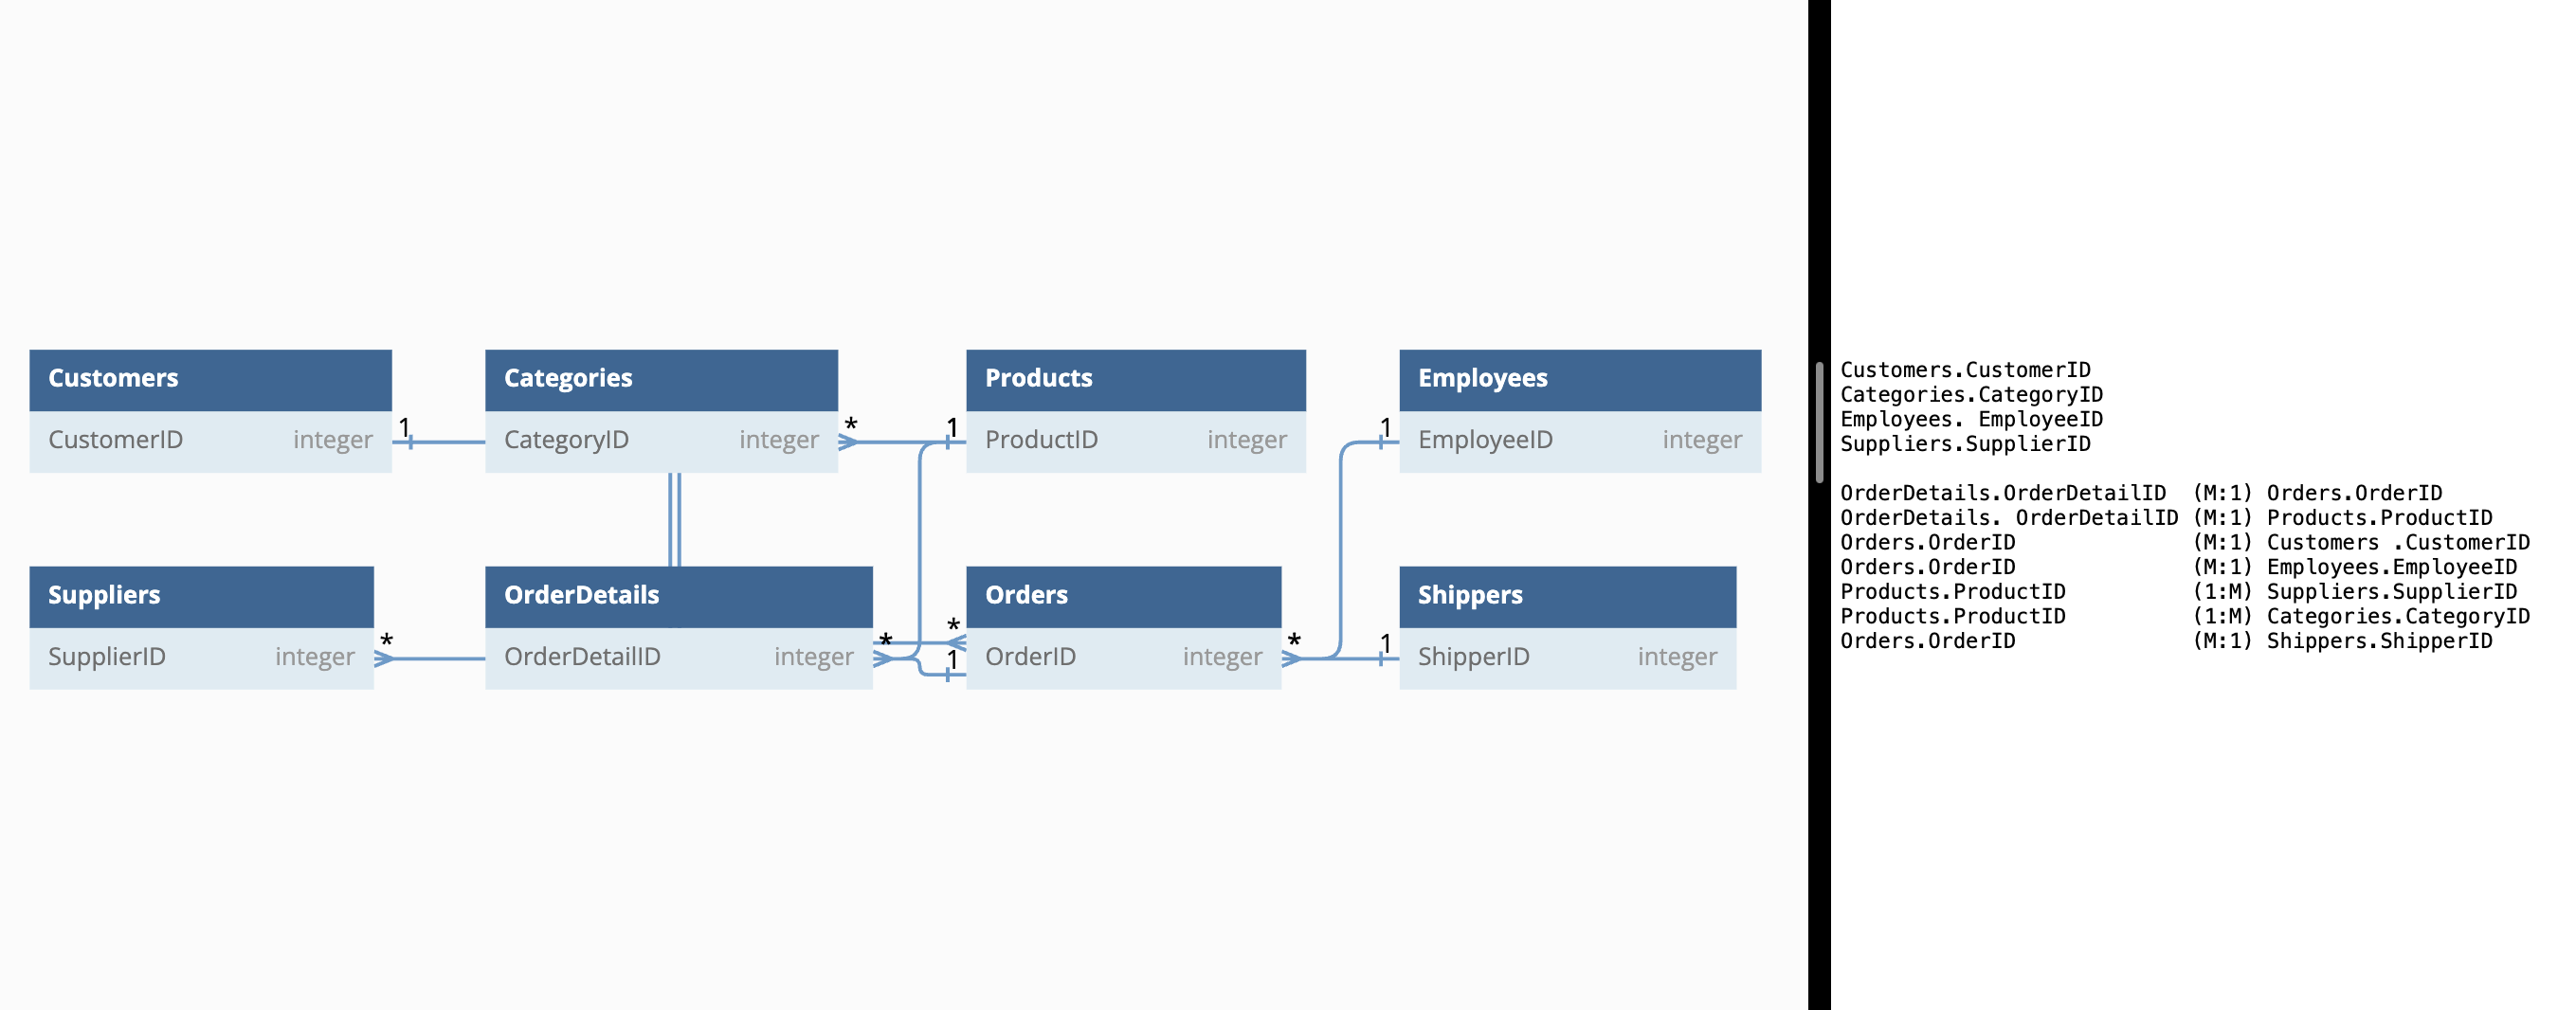 Customers
CustomerID integer
1
Categories
CategoryID integer
*
1
Products
ProductID integer
1
Employees
EmployeeID integer
Suppliers
SupplierID integer
*
OrderDetails
OrderDetailID integer
*
*
1
Orders
OrderID integer
*
1
Shippers
ShipperID integer
Customers.CustomerID
Categories.CategoryID
Employees. EmployeeID
Suppliers.SupplierID
OrderDetails.OrderDetailID (M:1) Orders.OrderID
OrderDetails. OrderDetailID (M:1) Products.ProductID
Orders.OrderID (M:1) Customers .CustomerID
Orders.OrderID (M:1) Employees.EmployeeID
Products.ProductID (1:M) Suppliers.SupplierID
Products.ProductID (1:M) Categories.CategoryID
Orders.OrderID (M:1) Shippers.ShipperID